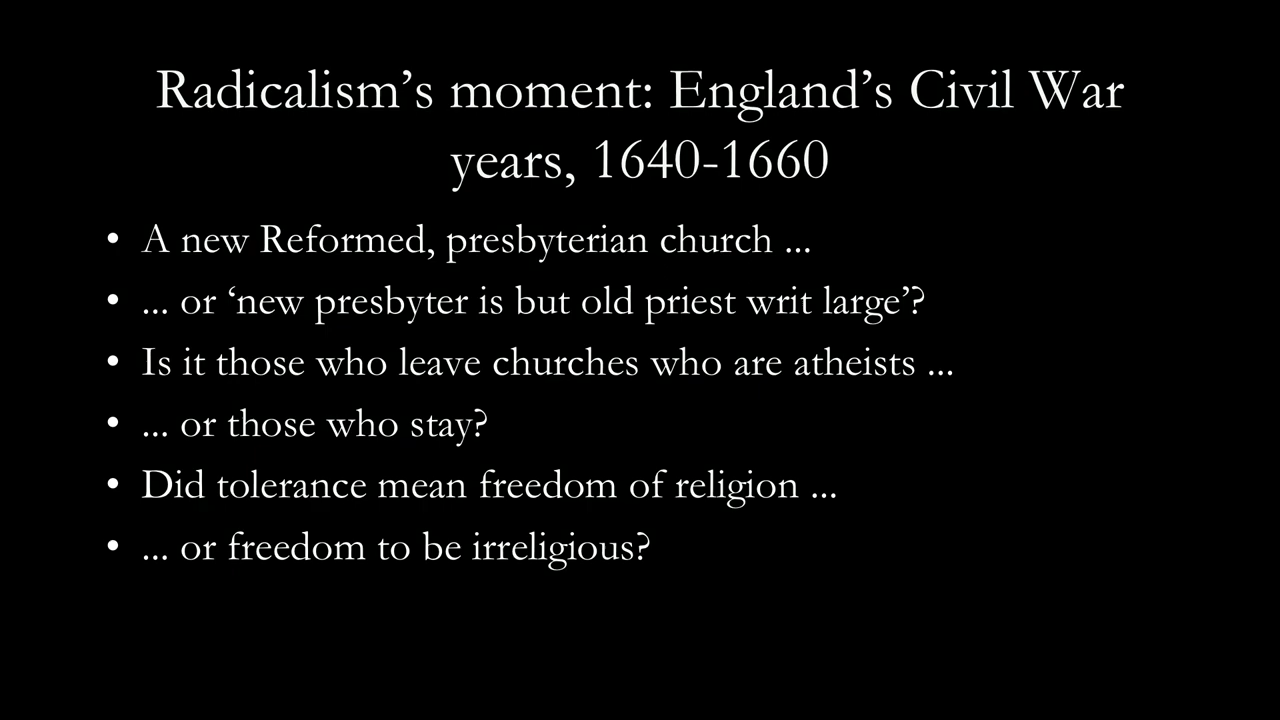 Radicalism’s moment: England’s Civil War
years, 1640-1660
• A new Reformed, presbyterian church ...
• ... or ‘new presbyter is but old priest writ large’?
• Is it those who leave churches who are atheists ...
• ... or those who stay?
• Did tolerance mean freedom of religion ...
• ... or freedom to be irreligious?